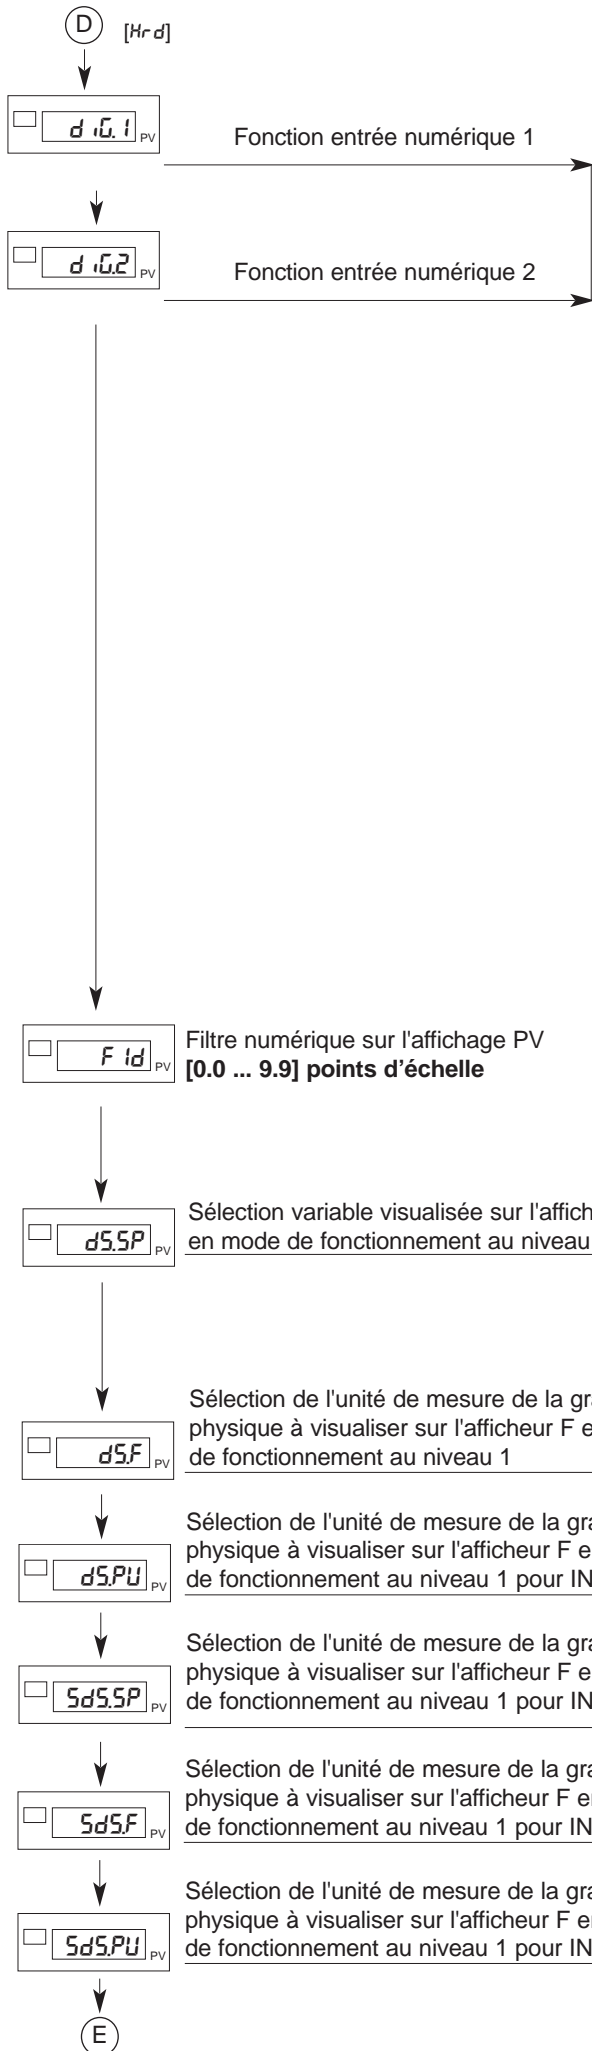 D [Hrd]
diG.1 PV
Fonction entrée numérique 1
diG.2 PV
Fonction entrée numérique 2
FId PV
Filtre numérique sur l'affichage PV
[0.0 ... 9.9] points d’échelle
dS.SP PV
Sélection variable visualisée sur l'affich
en mode de fonctionnement au niveau
dS.F PV
Sélection de l'unité de mesure de la gra
physique à visualiser sur l'afficheur F e
de fonctionnement au niveau 1
dS.PU PV
Sélection de l'unité de mesure de la gra
physique à visualiser sur l'afficheur F e
de fonctionnement au niveau 1 pour IN
SdS.SP PV
Sélection de l'unité de mesure de la gra
physique à visualiser sur l'afficheur F e
de fonctionnement au niveau 1 pour IN
SdS.F PV
Sélection de l'unité de mesure de la gra
physique à visualiser sur l'afficheur F en
de fonctionnement au niveau 1 pour IN
SdS.PU PV
Sélection de l'unité de mesure de la gra
physique à visualiser sur l'afficheur F en
de fonctionnement au niveau 1 pour IN
E